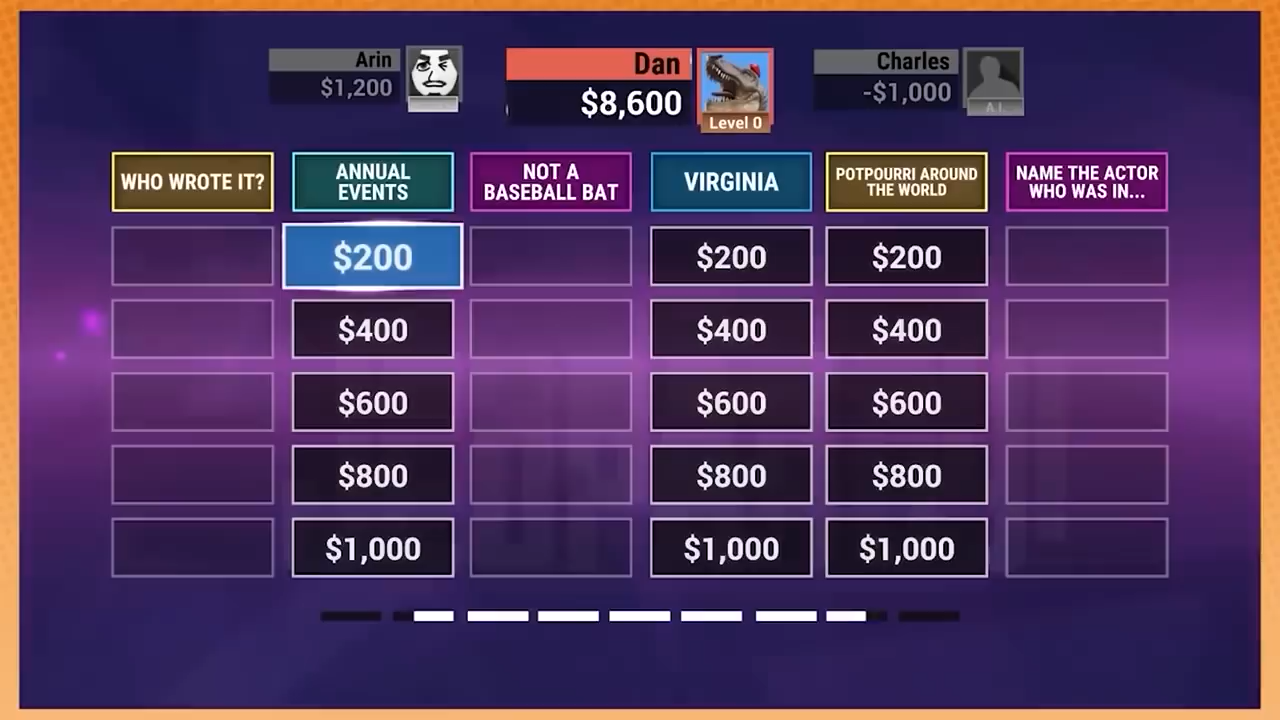 Arin
$1,200
Dan
$8,600
Level 0
Charles
-$1,000
A.I.
WHO WROTE IT?
ANNUAL
EVENTS
NOT A
BASEBALL BAT
VIRGINIA
POTPOURRI AROUND
THE WORLD
NAME THE ACTOR
WHO WAS IN...
$200
$200
$200
$400
$400
$400
$600
$600
$600
$800
$800
$800
$1,000
$1,000
$1,000